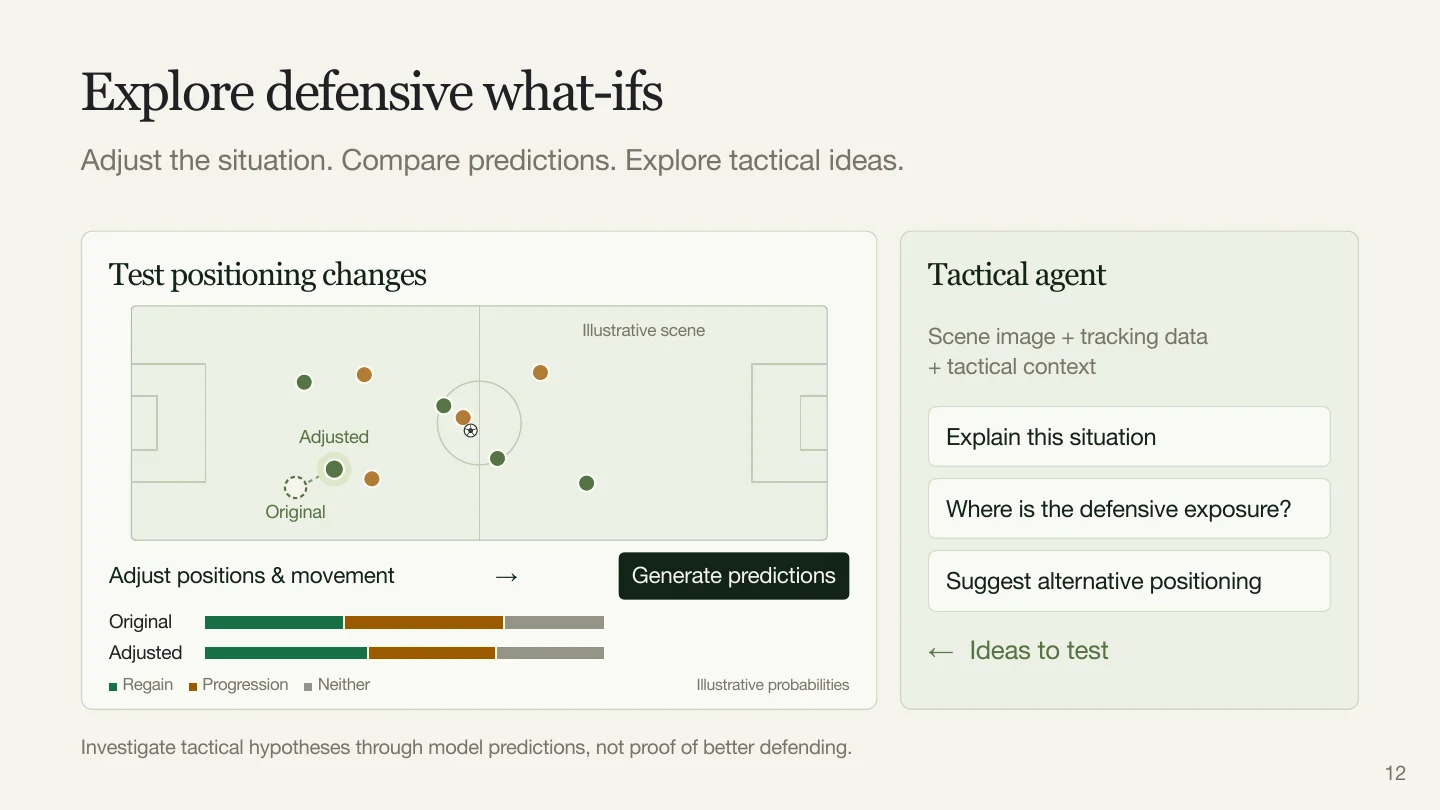 Explore defensive what-ifs
Adjust the situation. Compare predictions. Explore tactical ideas.
Test positioning changes
Illustrative scene
Adjusted
Original
Adjust positions & movement
→
Generate predictions
Original
Adjusted
Regain
Progression
Neither
Illustrative probabilities
Tactical agent
Scene image + tracking data
+ tactical context
Explain this situation
Where is the defensive exposure?
Suggest alternative positioning
← Ideas to test
Investigate tactical hypotheses through model predictions, not proof of better defending.
12